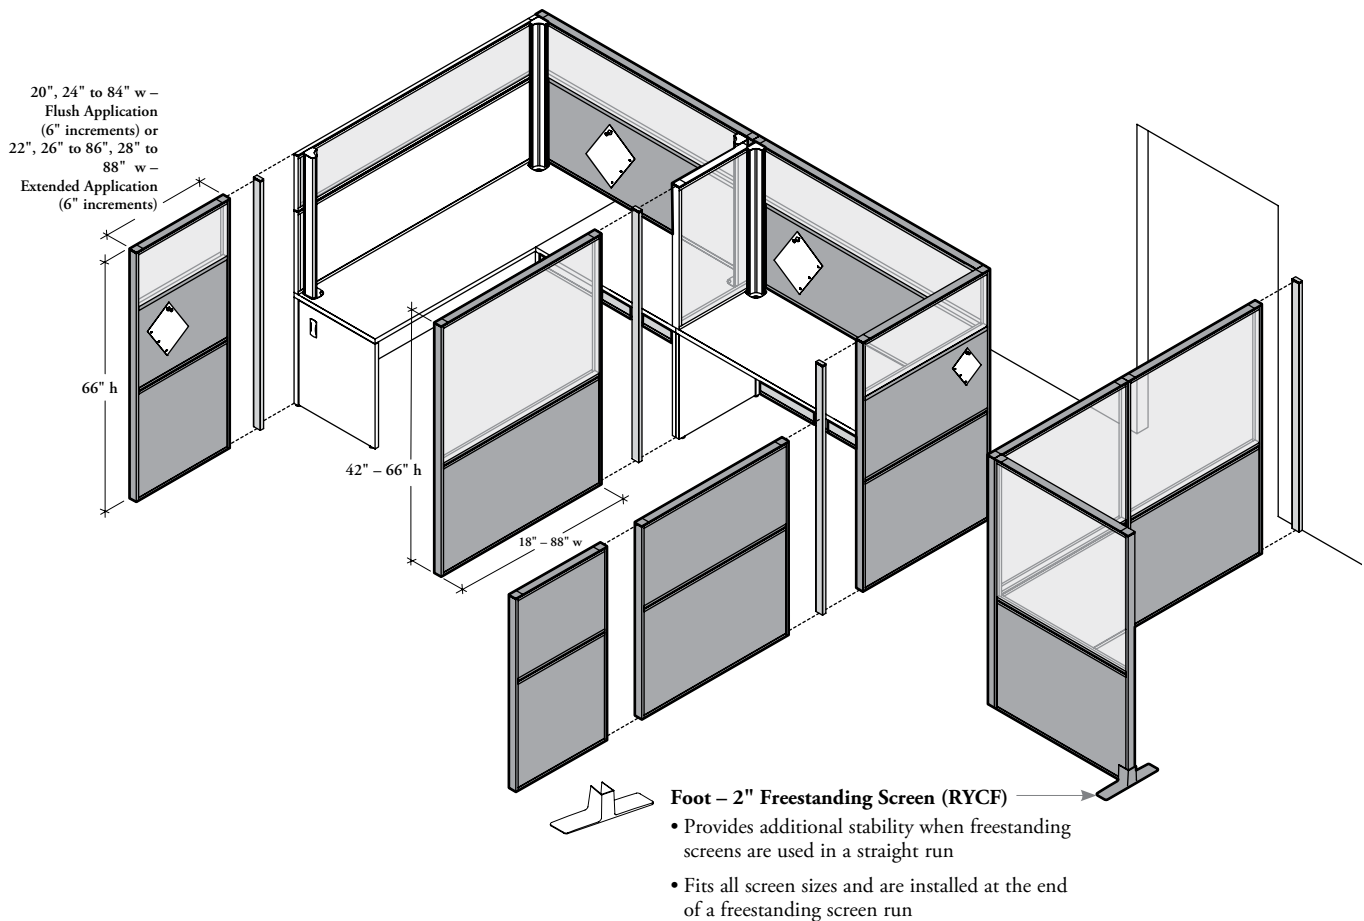 20", 24" to 84" w –
Flush Application
(6" increments) or
22", 26" to 86", 28" to
88" w –
Extended Application
(6" increments)
66" h
42" – 66" h
18" – 88" w
Foot – 2" Freestanding Screen (RYCF)
• Provides additional stability when freestanding
screens are used in a straight run
• Fits all screen sizes and are installed at the end
of a freestanding screen run